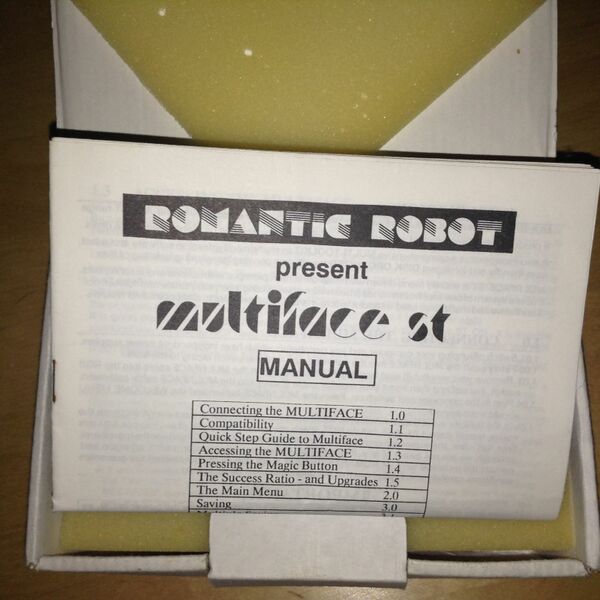 ROMANTIC ROBOT
present
multiface st
MANUAL
Connecting the MULTIFACE 1.0
Compatibility 1.1
Quick Step Guide to Multiface 1.2
Accessing the MULTIFACE 1.3
Pressing the Magic Button 1.4
The Success Ratio - and Upgrades 1.5
The Main Menu 2.0
Saving 3.0